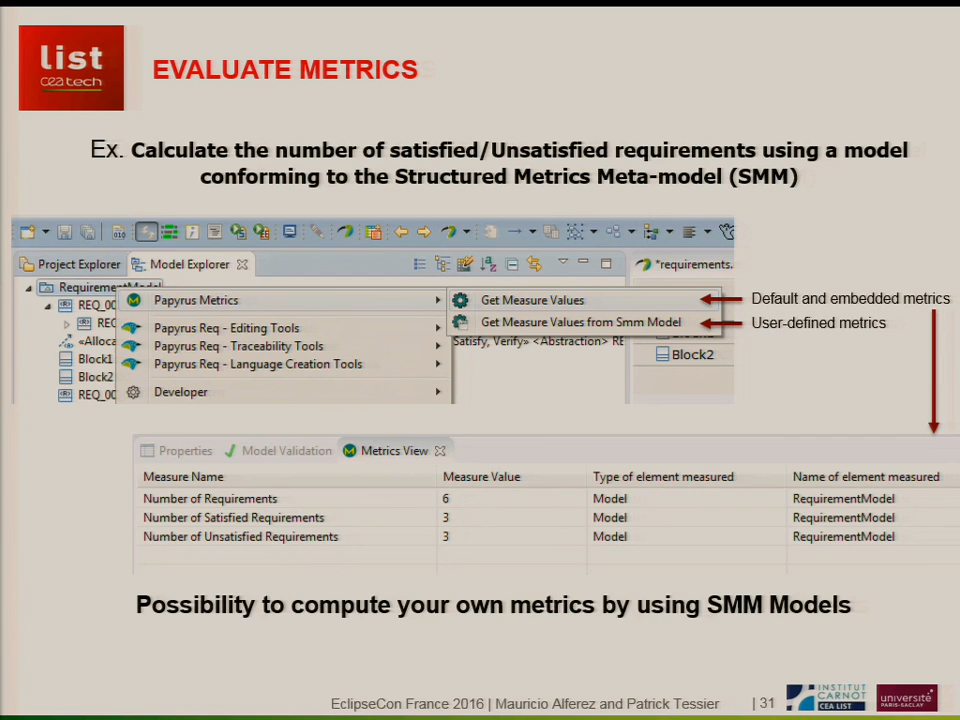 list
ceatech
EVALUATE METRICS
Ex. Calculate the number of satisfied/Unsatisfied requirements using a model
conforming to the Structured Metrics Meta-model (SMM)
Project Explorer
Model Explorer
*requirements.
RequirementModel
Papyrus Metrics
Get Measure Values
Default and embedded metrics
REQ_00
REC
Papyrus Req - Editing Tools
Get Measure Values from Smm Model
User-defined metrics
«Alloca
Papyrus Req - Traceability Tools
Satisfy, Verify» <Abstraction> RE
Block1
Papyrus Req - Language Creation Tools
Block2
Block2
REQ_00
Developer
Properties
Model Validation
Metrics View
Measure Name Measure Value Type of element measured Name of element measured
Number of Requirements 6 Model RequirementModel
Number of Satisfied Requirements 3 Model RequirementModel
Number of Unsatisfied Requirements 3 Model RequirementModel
Possibility to compute your own metrics by using SMM Models
EclipseCon France 2016 | Mauricio Alferez and Patrick Tessier
| 31
INSTITUT
CARNOT
CEA LIST
université
PARIS-SACLAY